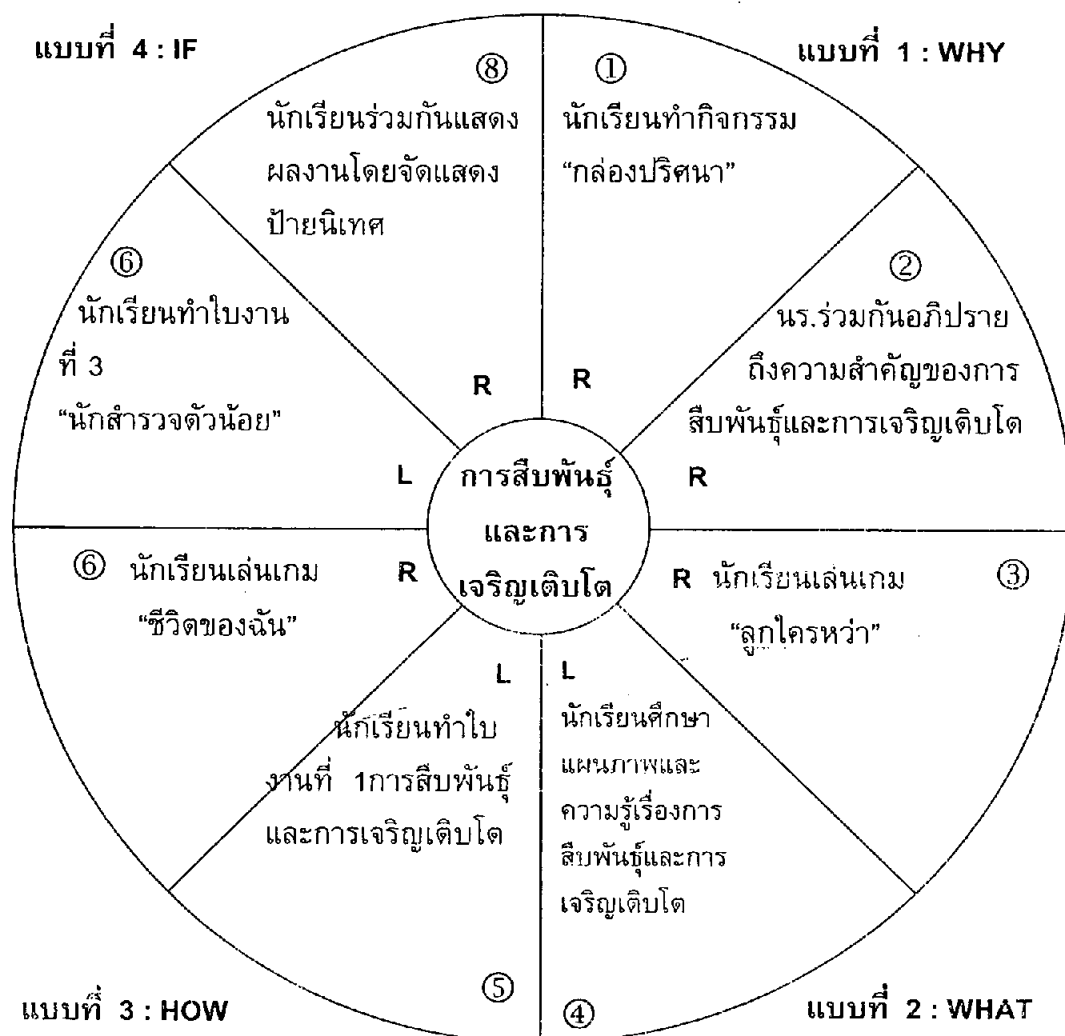 แบบที่ 4 : IF
แบบที่ 1 : WHY
⑧
นักเรียนร่วมกันแสดง
ผลงานโดยจัดแสดง
ป้ายนิเทศ
R
①
นักเรียนทำกิจกรรม
“กล่องปริศนา”
R
②
นร.ร่วมกันอภิปราย
ถึงความสำคัญของการ
สืบพันธุ์และการเจริญเติบโต
R
⑥
นักเรียนทำใบงาน
ที่ 3
“นักสำรวจตัวน้อย”
L
การสืบพันธุ์
และการ
เจริญเติบโต
⑥ นักเรียนเล่นเกม
“ชีวิตของฉัน”
R
R นักเรียนเล่นเกม ③
“ลูกใครหว่า”
L
นักเรียนทำใบ
งานที่ 1การสืบพันธุ์
และการเจริญเติบโต
⑤
L
นักเรียนศึกษา
แผนภาพและ
ความรู้เรื่องการ
สืบพันธุ์และการ
เจริญเติบโต
④
แบบที่ 3 : HOW
แบบที่ 2 : WHAT